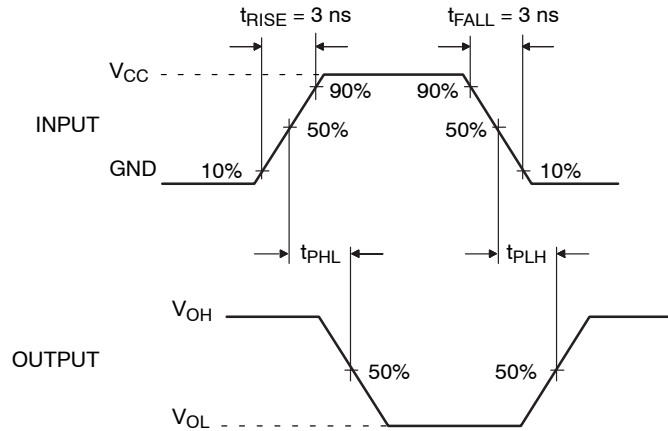 tRISE = 3 ns
tFALL = 3 ns
VCC
90%
90%
INPUT
50%
50%
GND
10%
10%
tPHL
tPLH
VOH
OUTPUT
50%
50%
VOL